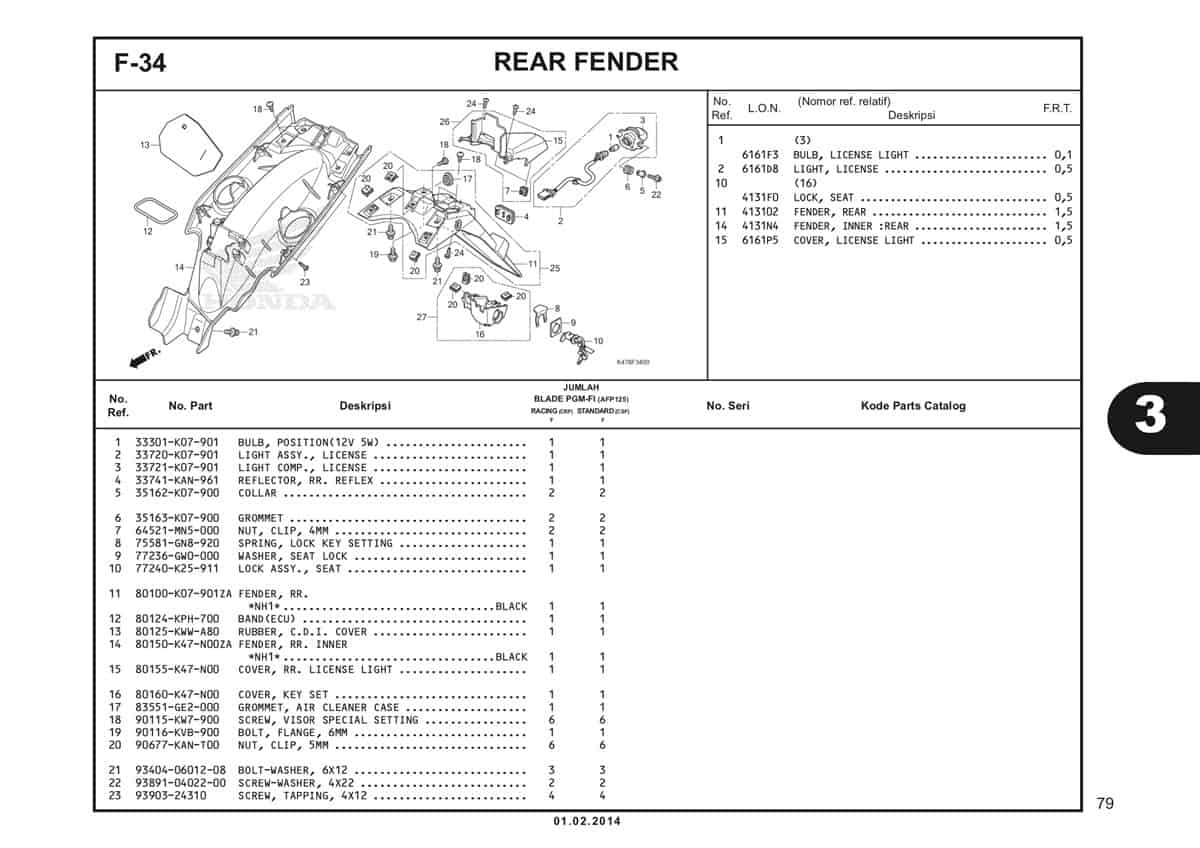 F-34
REAR FENDER
18
24
24
26
3
13
15
1
18
18
20
20
17
7
6
5
22
12
4
2
21
24
19
14
20
11
25
23
21
20
20
20
8
27
9
21
16
10
HONDA
FR.
K47BF3400
No. Ref. L.O.N. (Nomor ref. relatif) Deskripsi F.R.T.
1 (3)
6161F3 BULB, LICENSE LIGHT ..................... 0,1
2 6161D8 LIGHT, LICENSE .......................... 0,5
10 (16)
4131F0 LOCK, SEAT .............................. 0,5
11 413102 FENDER, REAR ............................ 1,5
14 4131N4 FENDER, INNER :REAR ..................... 1,5
15 6161P5 COVER, LICENSE LIGHT .................... 0,5
No. Ref. No. Part Deskripsi JUMLAH No. Seri Kode Parts Catalog
BLADE PGM-FI (AFP125)
RACING (CRF) STANDARD (CSF)
F F
1 33301-K07-901 BULB, POSITION(12V 5W) ...................... 1 1
2 33720-K07-901 LIGHT ASSY., LICENSE ........................ 1 1
3 33721-K07-901 LIGHT COMP., LICENSE ........................ 1 1
4 33741-KAN-961 REFLECTOR, RR. REFLEX ....................... 1 1
5 35162-K07-900 COLLAR ...................................... 2 2
6 35163-K07-900 GROMMET ..................................... 2 2
7 64521-MN5-000 NUT, CLIP, 4MM .............................. 2 2
8 75581-GN8-920 SPRING, LOCK KEY SETTING .................... 1 1
9 77236-GW0-000 WASHER, SEAT LOCK ........................... 1 1
10 77240-K25-911 LOCK ASSY., SEAT ............................ 1 1
11 80100-K07-901ZA FENDER, RR.
*NH1*.................................BLACK 1 1
12 80124-KPH-700 BAND(ECU) ................................... 1 1
13 80125-KWW-A80 RUBBER, C.D.I. COVER ........................ 1 1
14 80150-K47-N00ZA FENDER, RR. INNER
*NH1*.................................BLACK 1 1
15 80155-K47-N00 COVER, RR. LICENSE LIGHT .................... 1 1
16 80160-K47-N00 COVER, KEY SET .............................. 1 1
17 83551-GE2-000 GROMMET, AIR CLEANER CASE ................... 1 1
18 90115-KW7-900 SCREW, VISOR SPECIAL SETTING ................ 6 6
19 90116-KVB-900 BOLT, FLANGE, 6MM ........................... 1 1
20 90677-KAN-T00 NUT, CLIP, 5MM .............................. 6 6
21 93404-06012-08 BOLT-WASHER, 6X12 ........................... 3 3
22 93891-04022-00 SCREW-WASHER, 4X22 .......................... 2 2
23 93903-24310 SCREW, TAPPING, 4X12 ........................ 4 4
3
79
01.02.2014